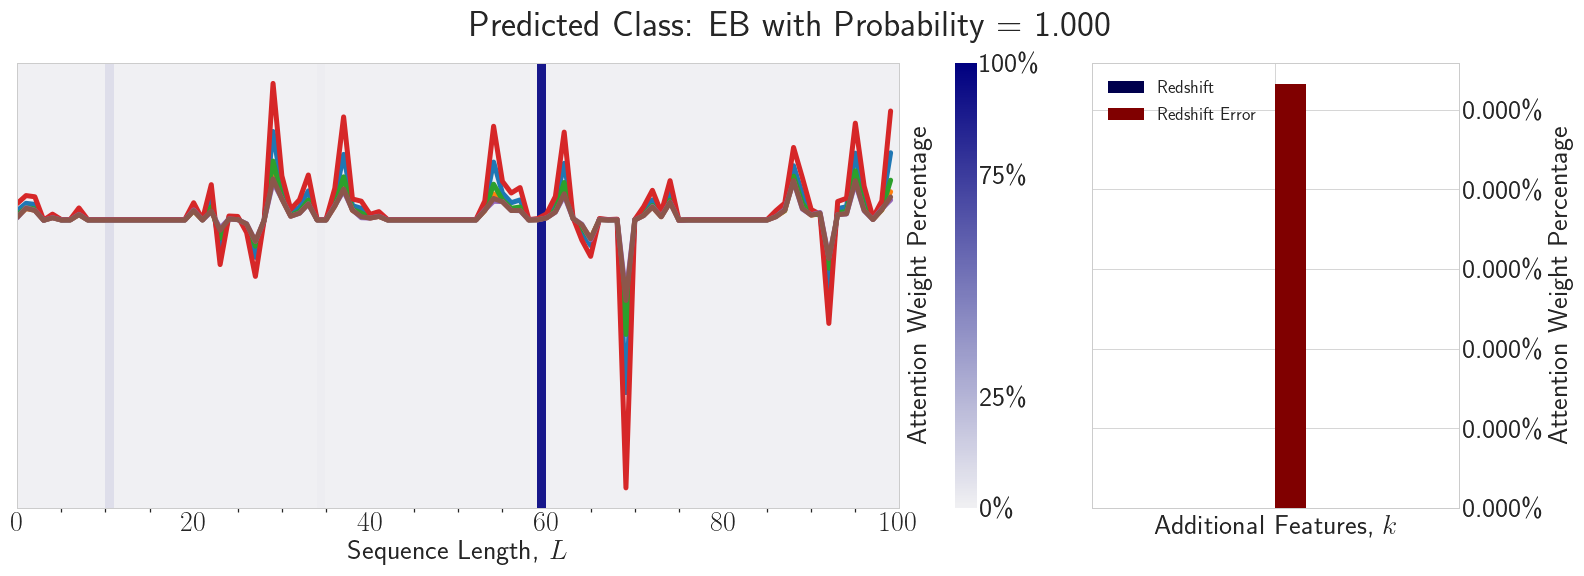 Predicted Class: EB with Probability = 1.000
0
20
40
60
80
100
Sequence Length, L
100%
75%
25%
0%
Attention Weight Percentage
Redshift
Redshift Error
Additional Features, k
0.000%
0.000%
0.000%
0.000%
0.000%
0.000%
Attention Weight Percentage